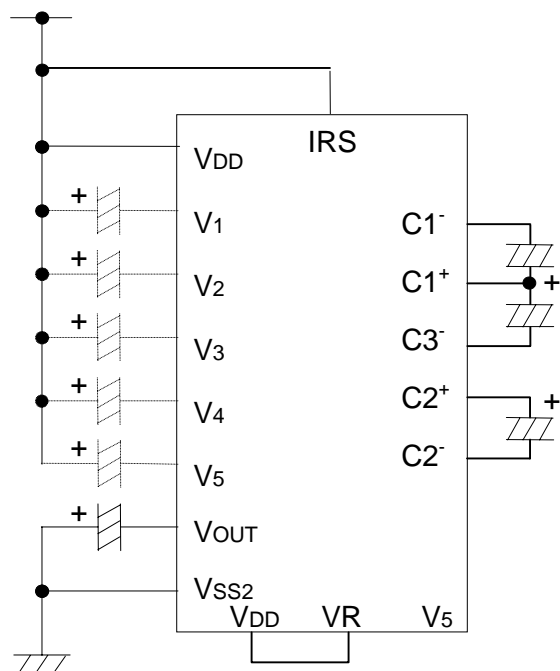 IRS
VDD
+
V1
C1-
+
V2
C1+
+
+
V3
C3-
+
V4
C2+
+
+
V5
C2-
+
VOUT
VSS2
VDD
VR
V5